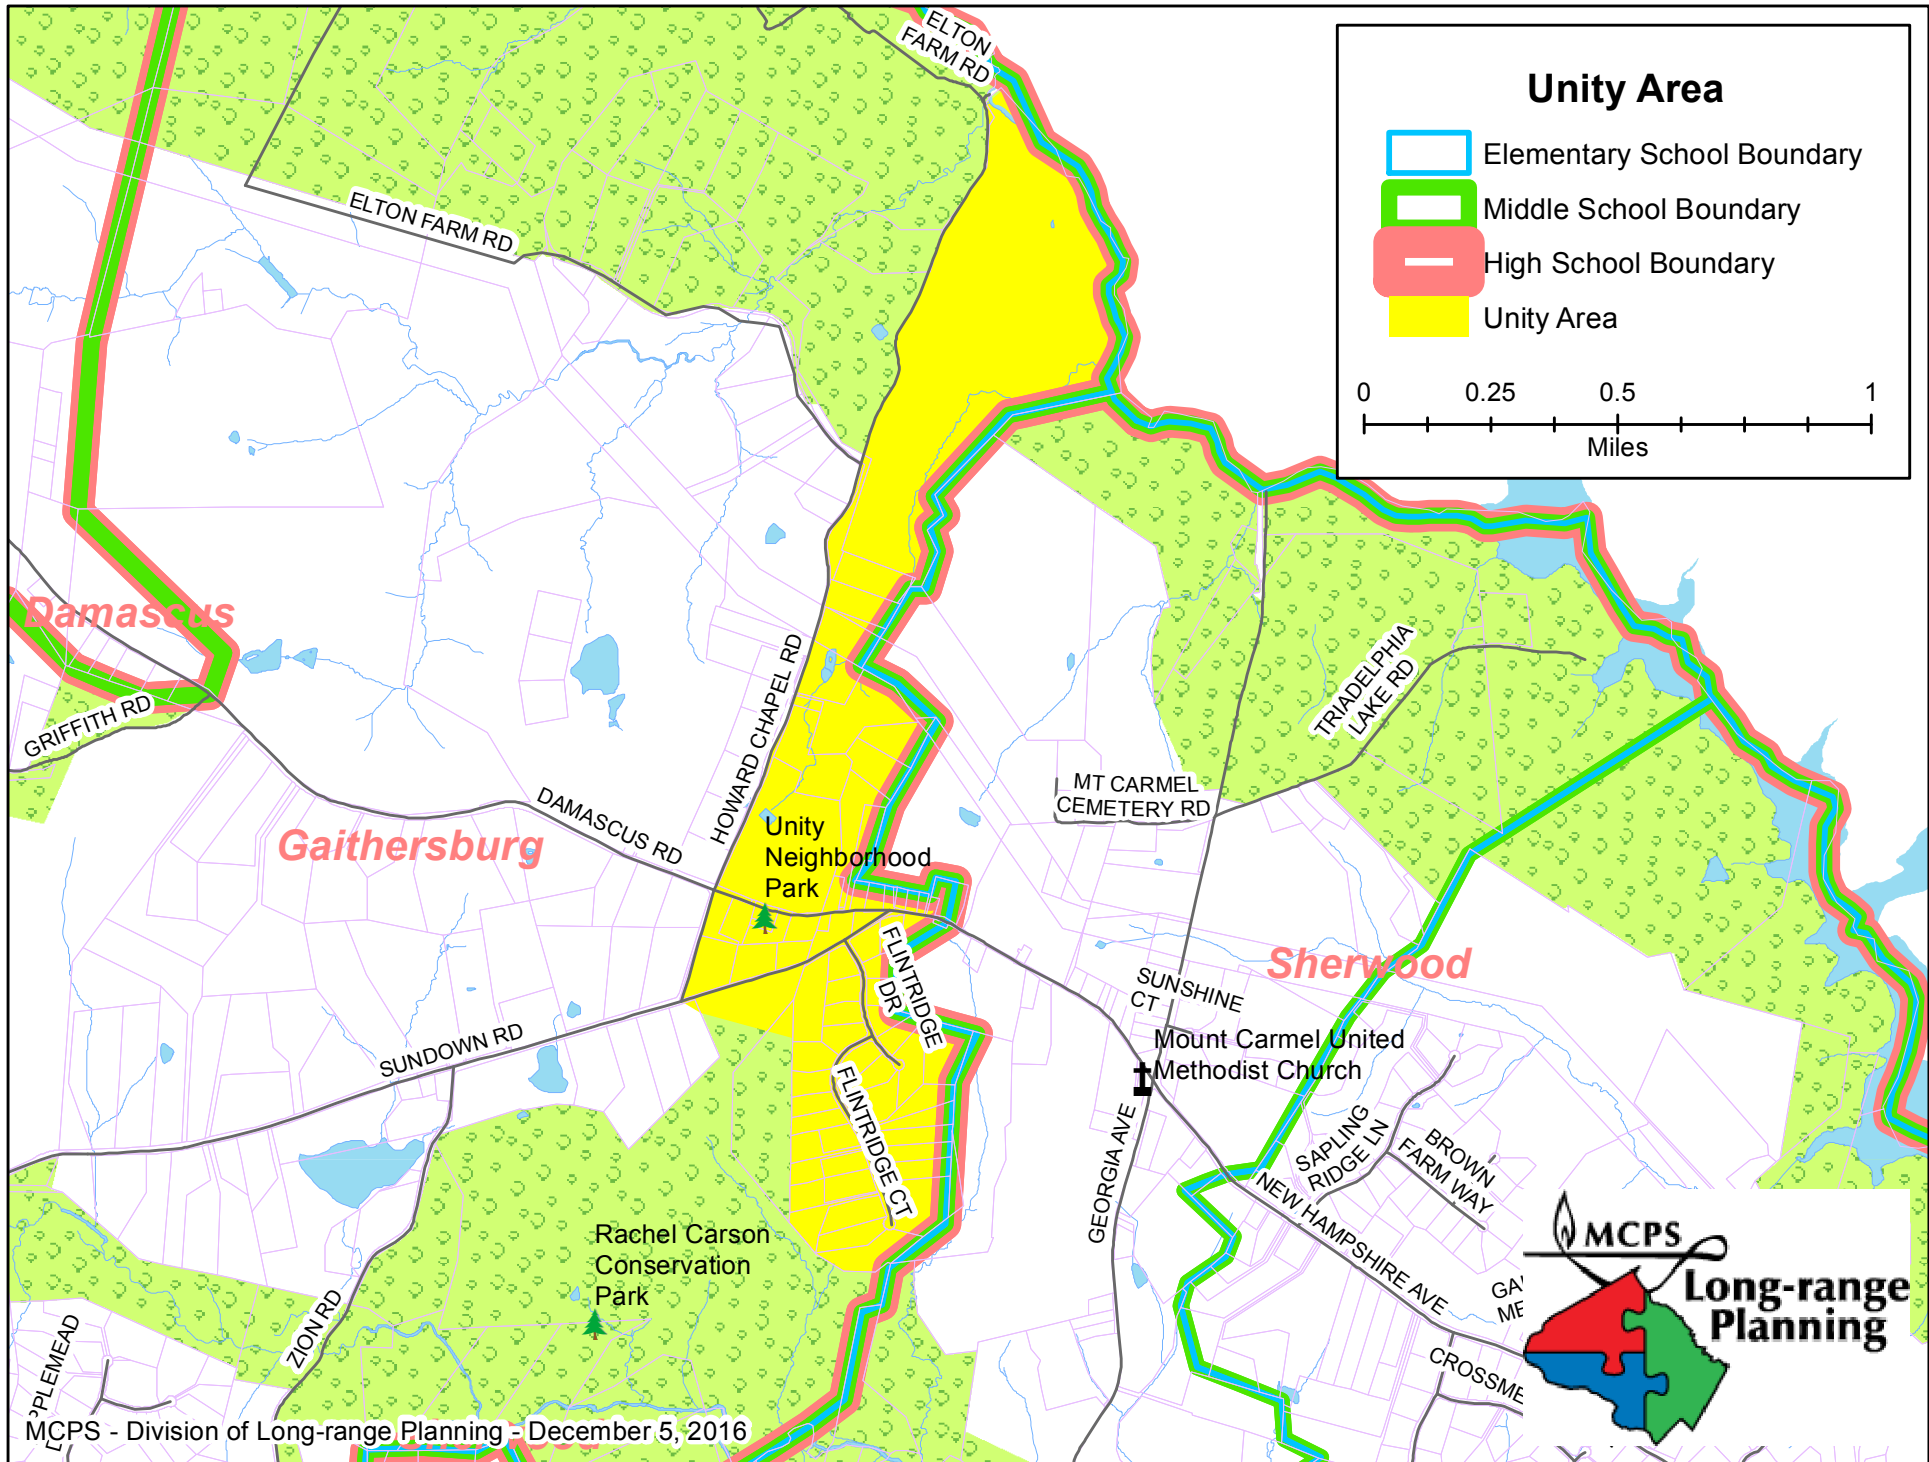 ELTON
FARM RD
Unity Area
Elementary School Boundary
Middle School Boundary
High School Boundary
Unity Area
0 0.25 0.5 1
Miles
ELTON FARM RD
Damascus
GRIFFITH RD
HOWARD CHAPEL RD
TRIADELPHIA
LAKE RD
MT CARMEL
CEMETERY RD
DAMASCUS RD
Gaithersburg
Unity
Neighborhood
Park
FLINTRIDGE
DR
Sherwood
SUNSHINE
CT
Mount Carmel United
Methodist Church
SUNDOWN RD
FLINTRIDGE CT
GEORGIA AVE
SAPLING
RIDGE LN
BROWN
FARM WAY
NEW HAMPSHIRE AVE
Rachel Carson
Conservation
Park
ZION RD
PPLEMEAD
GA
ME
CROSSME
MCPS
Long-range
Planning
MCPS - Division of Long-range Planning - December 5, 2016